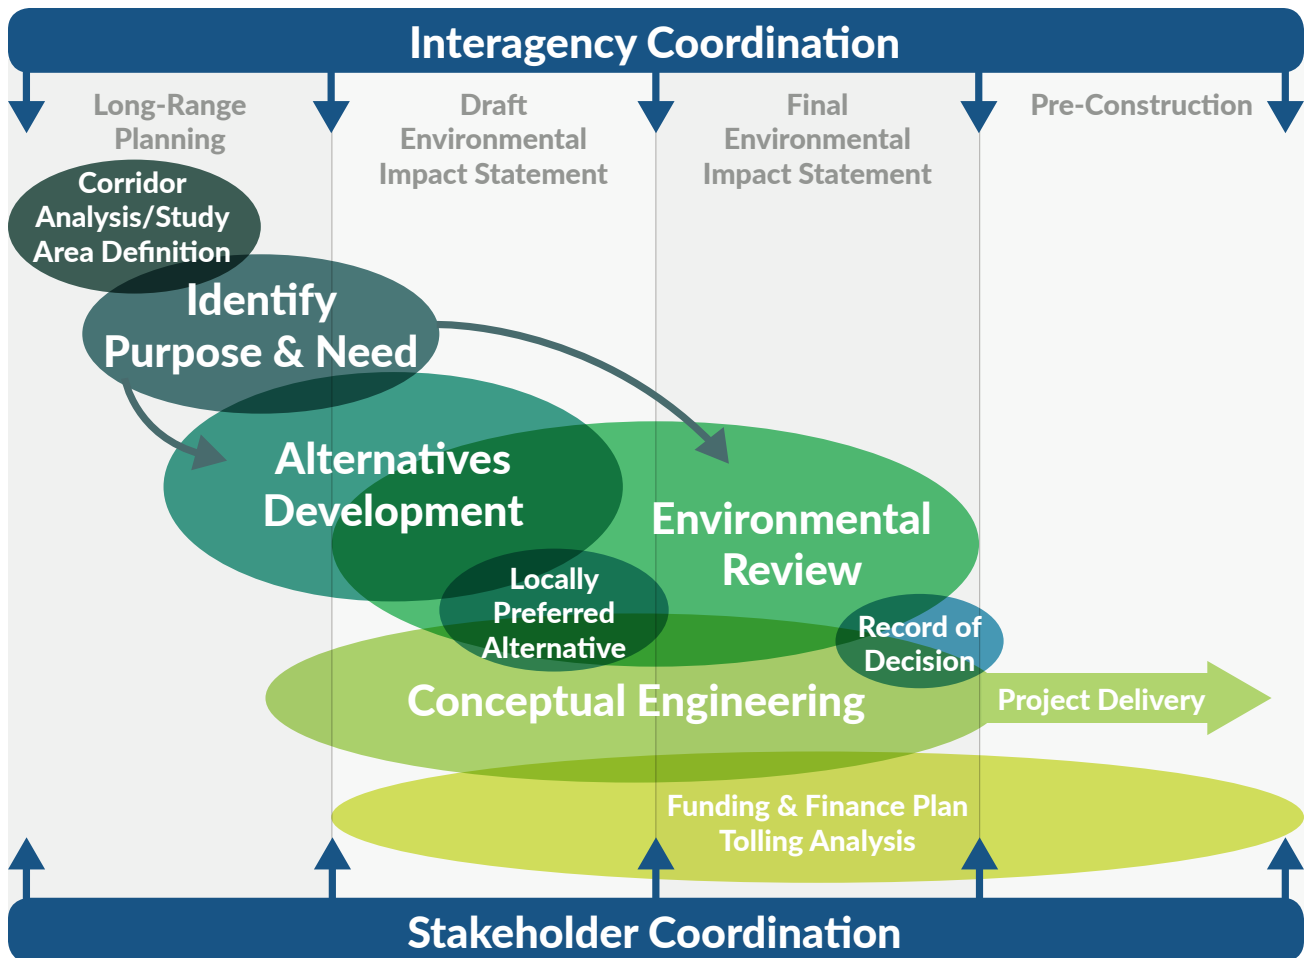 Interagency Coordination
Long-Range
Planning
Draft
Environmental
Impact Statement
Final
Environmental
Impact Statement
Pre-Construction
Corridor
Analysis/Study
Area Definition
Identify
Purpose & Need
Alternatives
Development
Environmental
Review
Locally
Preferred
Alternative
Record of
Decision
Conceptual Engineering
Project Delivery
Funding & Finance Plan
Tolling Analysis
Stakeholder Coordination